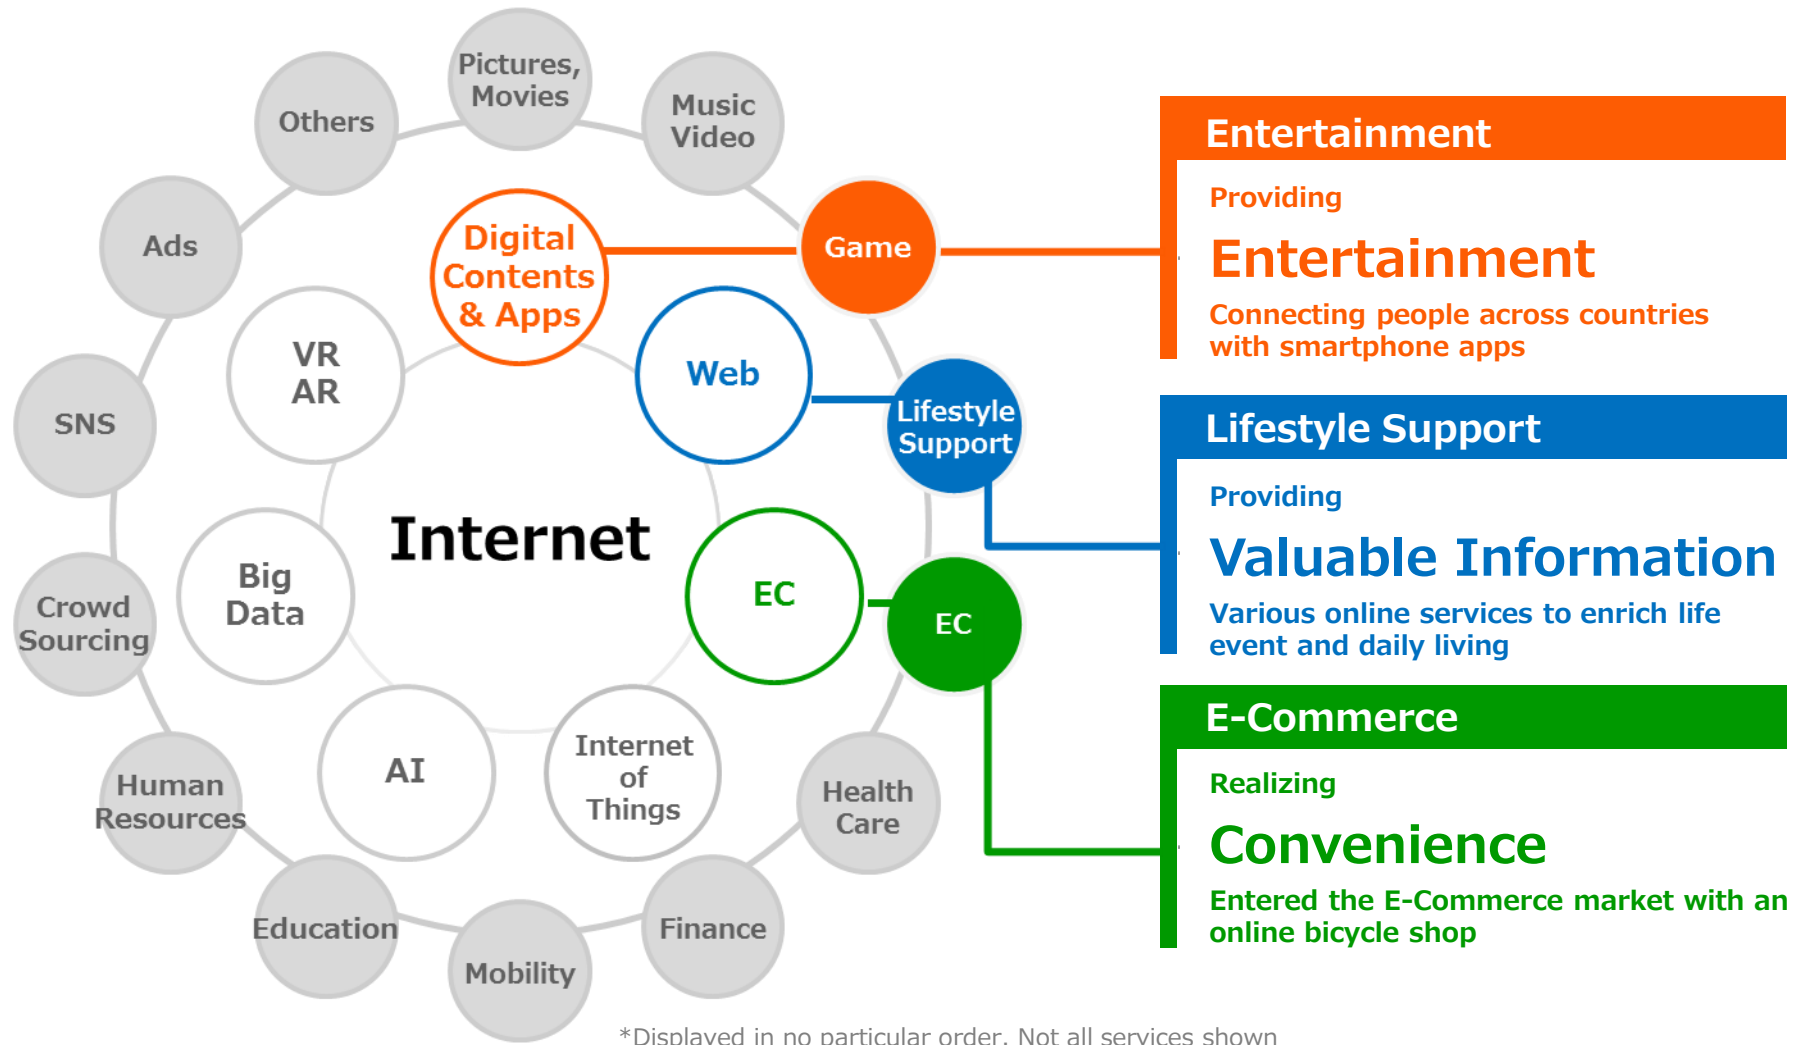 Pictures,
Movies
Music
Video
Others
Ads
SNS
Crowd
Sourcing
Human
Resources
Education
Mobility
Finance
Health
Care
Game
Lifestyle
Support
EC
Digital
Contents
& Apps
Web
EC
Internet
of
Things
AI
Big
Data
VR
AR
Internet
Entertainment
Providing
Entertainment
Connecting people across countries
with smartphone apps
Lifestyle Support
Providing
Valuable Information
Various online services to enrich life
event and daily living
E-Commerce
Realizing
Convenience
Entered the E-Commerce market with an
online bicycle shop
*Displayed in no particular order. Not all services shown